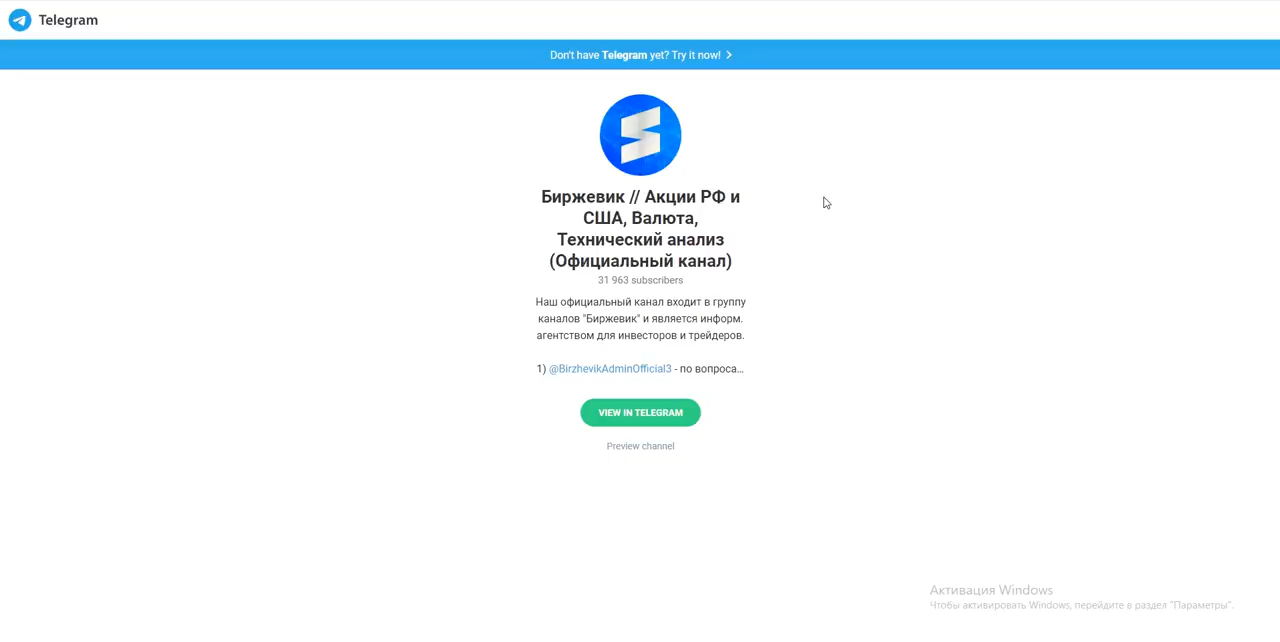 Telegram
Don't have Telegram yet? Try it now!
Биржевик // Акции РФ и
США, Валюта,
Технический анализ
(Официальный канал)
31 963 subscribers
Наш официальный канал входит в группу
каналов "Биржевик" и является информ.
агентством для инвесторов и трейдеров.
1) @BirzhevikAdminOfficial3 - по вопроса...
VIEW IN TELEGRAM
Preview channel
Активация Windows
Чтобы активировать Windows, перейдите в раздел "Параметры".